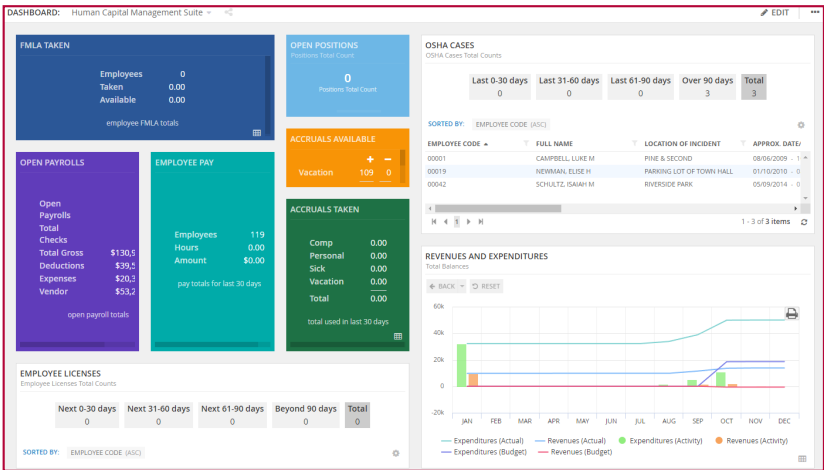 DASHBOARD: Human Capital Management Suite
EDIT
FMLA TAKEN
Employees 0
Taken 0.00
Available 0.00
employee FMLA totals
OPEN POSITIONS
Positions Total Count
0
Positions Total Count
ACCRUALS AVAILABLE
+ −
Vacation 109 0
OPEN PAYROLLS
Open
Payrolls
Total
Checks
Total Gross $130,9
Deductions $39,5
Expenses $20,3
Vendor $53,2
open payroll totals
EMPLOYEE PAY
Employees 119
Hours 0.00
Amount $0.00
pay totals for last 30 days
ACCRUALS TAKEN
Comp 0.00
Personal 0.00
Sick 0.00
Vacation 0.00
Total 0.00
total used in last 30 days
EMPLOYEE LICENSES
Employee Licenses Total Counts
Next 0-30 days Next 31-60 days Next 61-90 days Beyond 90 days Total
0 0 0 0 0
SORTED BY: EMPLOYEE CODE (ASC)
OSHA CASES
OSHA Cases Total Counts
Last 0-30 days Last 31-60 days Last 61-90 days Over 90 days Total
0 0 0 3 3
SORTED BY: EMPLOYEE CODE (ASC)
EMPLOYEE CODE FULL NAME LOCATION OF INCIDENT APPROX. DATE/
00001 CAMPBELL, LUKE M PINE & SECOND 08/06/2009 - 1
00019 NEWMAN, ELISE H PARKING LOT OF TOWN HALL 01/10/2010 - 0
00042 SCHULTZ, ISAIAH M RIVERSIDE PARK 05/09/2014 - 0
1
1 - 3 of 3 items
REVENUES AND EXPENDITURES
Total Balances
BACK RESET
60k
40k
20k
0
-20k
JAN FEB MAR APR MAY JUN JUL AUG SEP OCT NOV DEC
Expenditures (Actual) Revenues (Actual) Expenditures (Activity) Revenues (Activity)
Expenditures (Budget) Revenues (Budget)